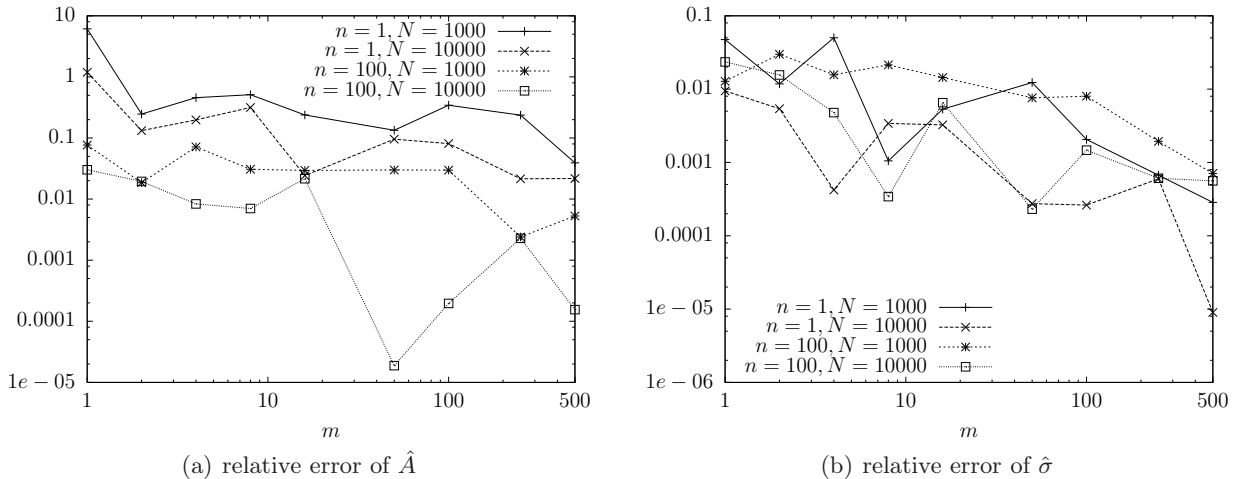 10
1
0.1
0.01
0.001
0.0001
1e − 05
1 10 100 500
m
n = 1, N = 1000
n = 1, N = 10000
n = 100, N = 1000
n = 100, N = 10000
(a) relative error of Â
0.1
0.01
0.001
0.0001
1e − 05
1e − 06
1 10 100 500
m
n = 1, N = 1000
n = 1, N = 10000
n = 100, N = 1000
n = 100, N = 10000
(b) relative error of σ̂